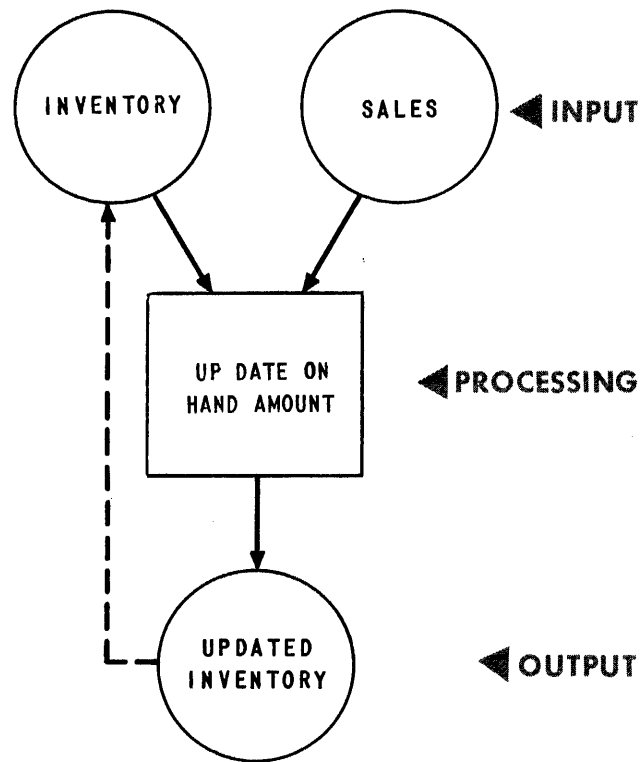 INVENTORY
SALES
INPUT
UP DATE ON
HAND AMOUNT
PROCESSING
UPDATED
INVENTORY
OUTPUT